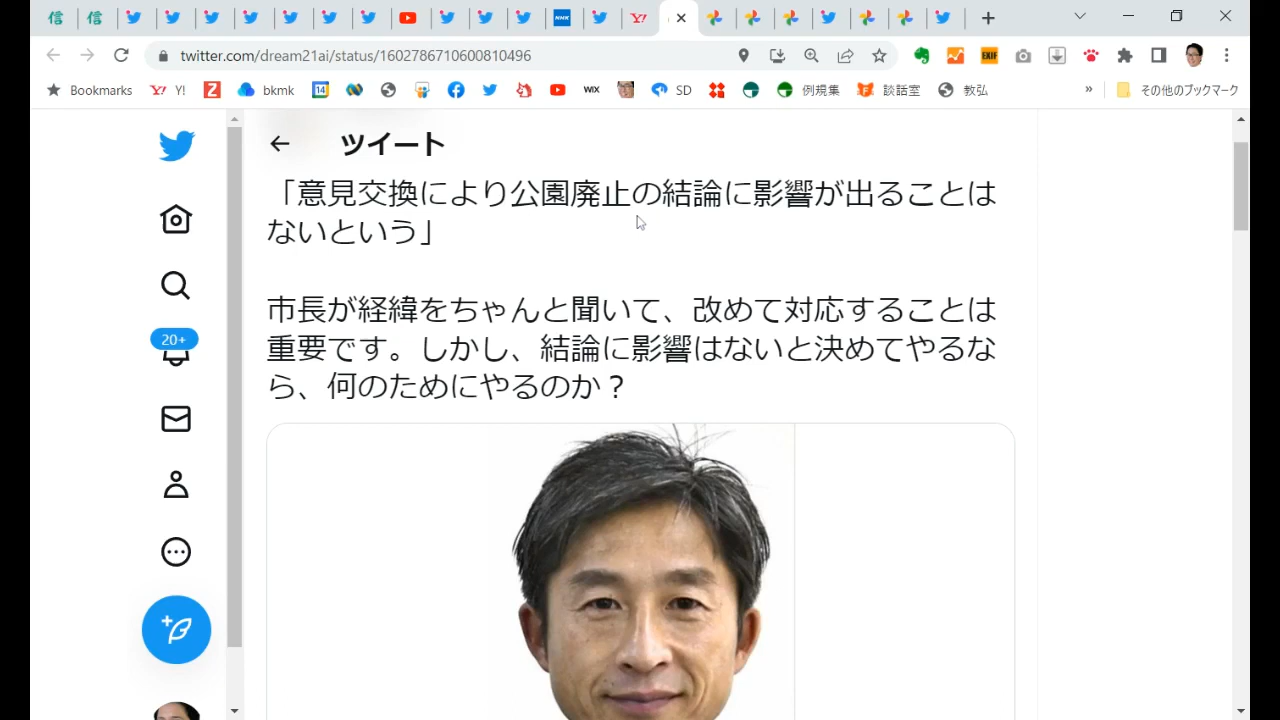 信
信
NHK
Y!
twitter.com/dream21ai/status/1602786710600810496
EXIF
Bookmarks
Y!
Y!
Z
bkmk
14
WIX
SD
例規集
談話室
教弘
»
その他のブックマーク
ツイート
「意見交換により公園廃止の結論に影響が出ることは
ないという」
市長が経緯をちゃんと聞いて、改めて対応することは
重要です。しかし、結論に影響はないと決めてやるな
ら、何のためにやるのか？
20+